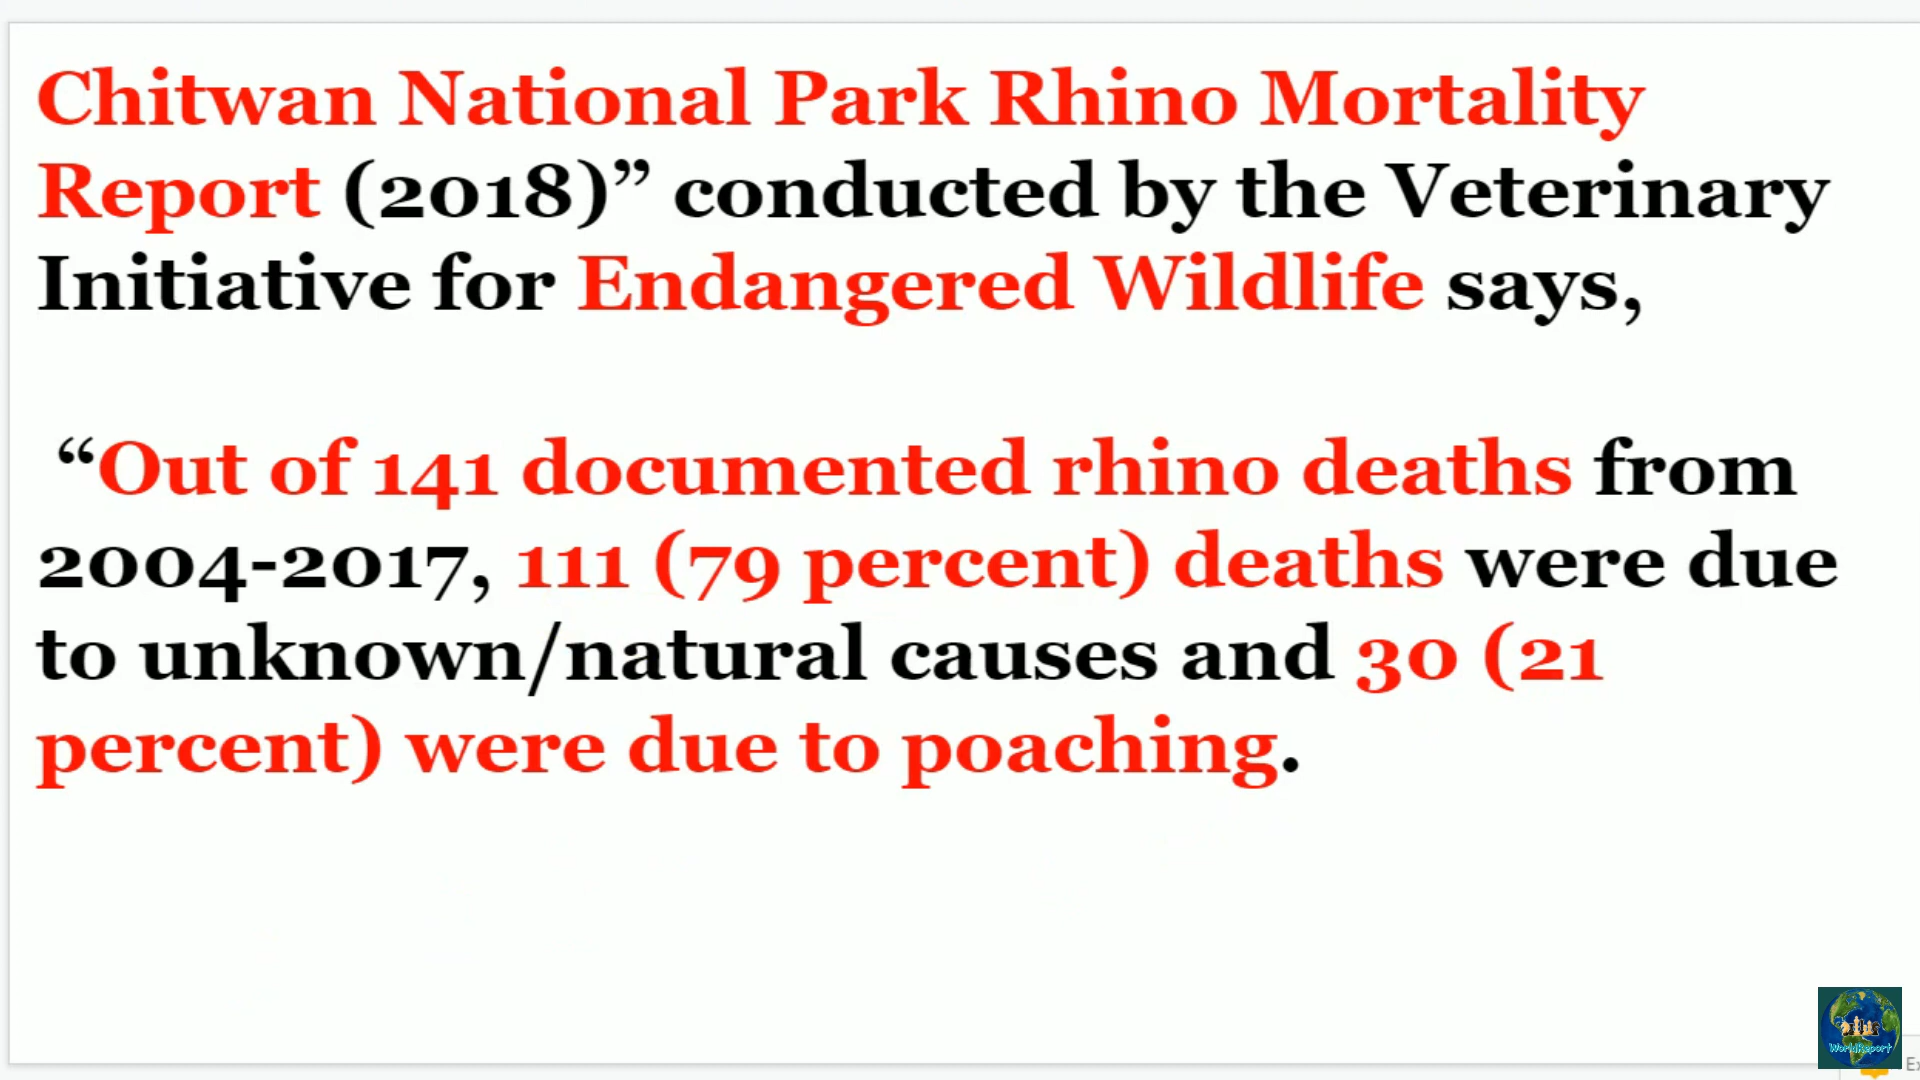 Chitwan National Park Rhino Mortality
Report (2018)” conducted by the Veterinary
Initiative for Endangered Wildlife says,
“Out of 141 documented rhino deaths from
2004-2017, 111 (79 percent) deaths were due
to unknown/natural causes and 30 (21
percent) were due to poaching.
WorldReport
Ex